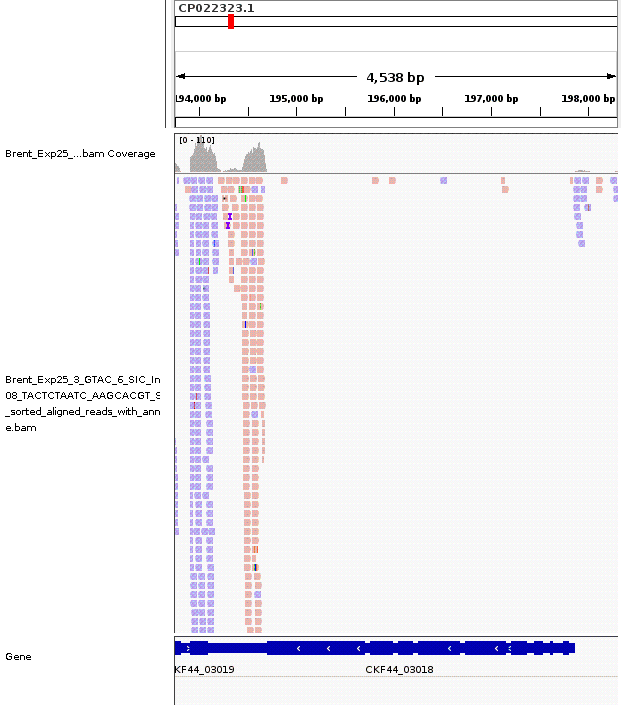 CP022323.1
4,538 bp
194,000 bp 195,000 bp 196,000 bp 197,000 bp 198,000 bp
[0 - 110]
Brent_Exp25_...bam Coverage
Brent_Exp25_3_GTAC_6_SIC_In
08_TACTCTAATC_AAGCACGT_S
_sorted_aligned_reads_with_ann
e.bam
Gene
KF44_03019 CKF44_03018